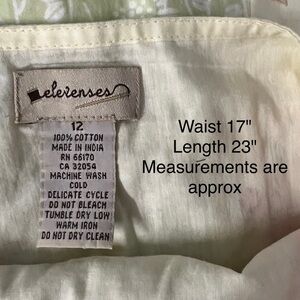 elevenses
12
100% COTTON
MADE IN INDIA
RN 66170
CA 32054
MACHINE WASH
COLD
DELICATE CYCLE
DO NOT BLEACH
TUMBLE DRY LOW
WARM IRON
DO NOT DRY CLEAN
Waist 17"
Length 23"
Measurements are
approx